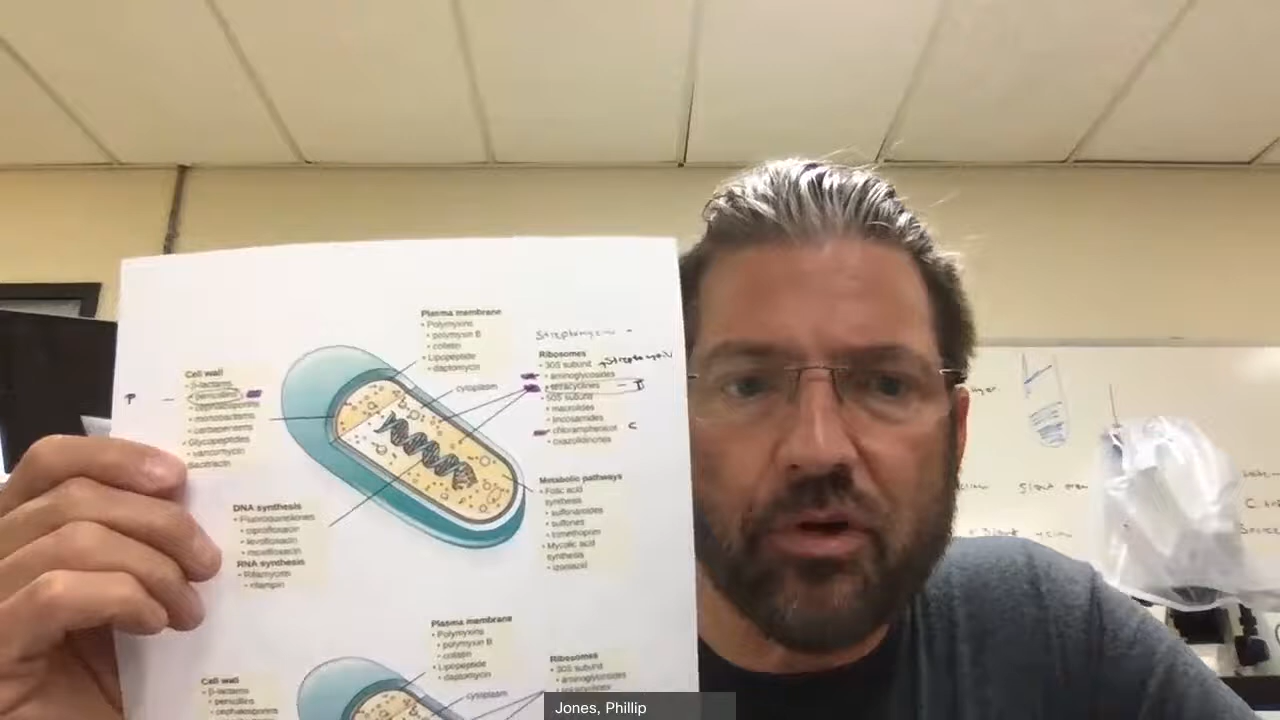 Plasma membrane
• Polymyxins
• polymyxin B
• colistin
• Lipopeptide
• daptomycin
cytoplasm
Streptomycin -
Ribosomes
• 30S subunit
• aminoglycosides
• tetracyclines - T
• 50S subunit
• macrolides
• lincosamides
• chloramphenicol C
• oxazolidinones
Cell wall
• β-lactams
P - • penicillins
• cephalosporins
• monobactams
• carbapenems
• Glycopeptides
• vancomycin
• bacitracin
Metabolic pathways
• Folic acid
synthesis
• sulfonamides
• sulfones
• trimethoprim
• Mycolic acid
synthesis
• izoniazid
DNA synthesis
• Fluoroquinolones
• ciprofloxacin
• levofloxacin
• moxifloxacin
RNA synthesis
• Rifamycins
• rifampin
Plasma membrane
• Polymyxins
• polymyxin B
• colistin
• Lipopeptide
• daptomycin
cytoplasm
Ribosomes
• 30S subunit
• aminoglycosides
• tetracyclines
Cell wall
• β-lactams
• penicillins
• cephalosporins
Jones, Phillip